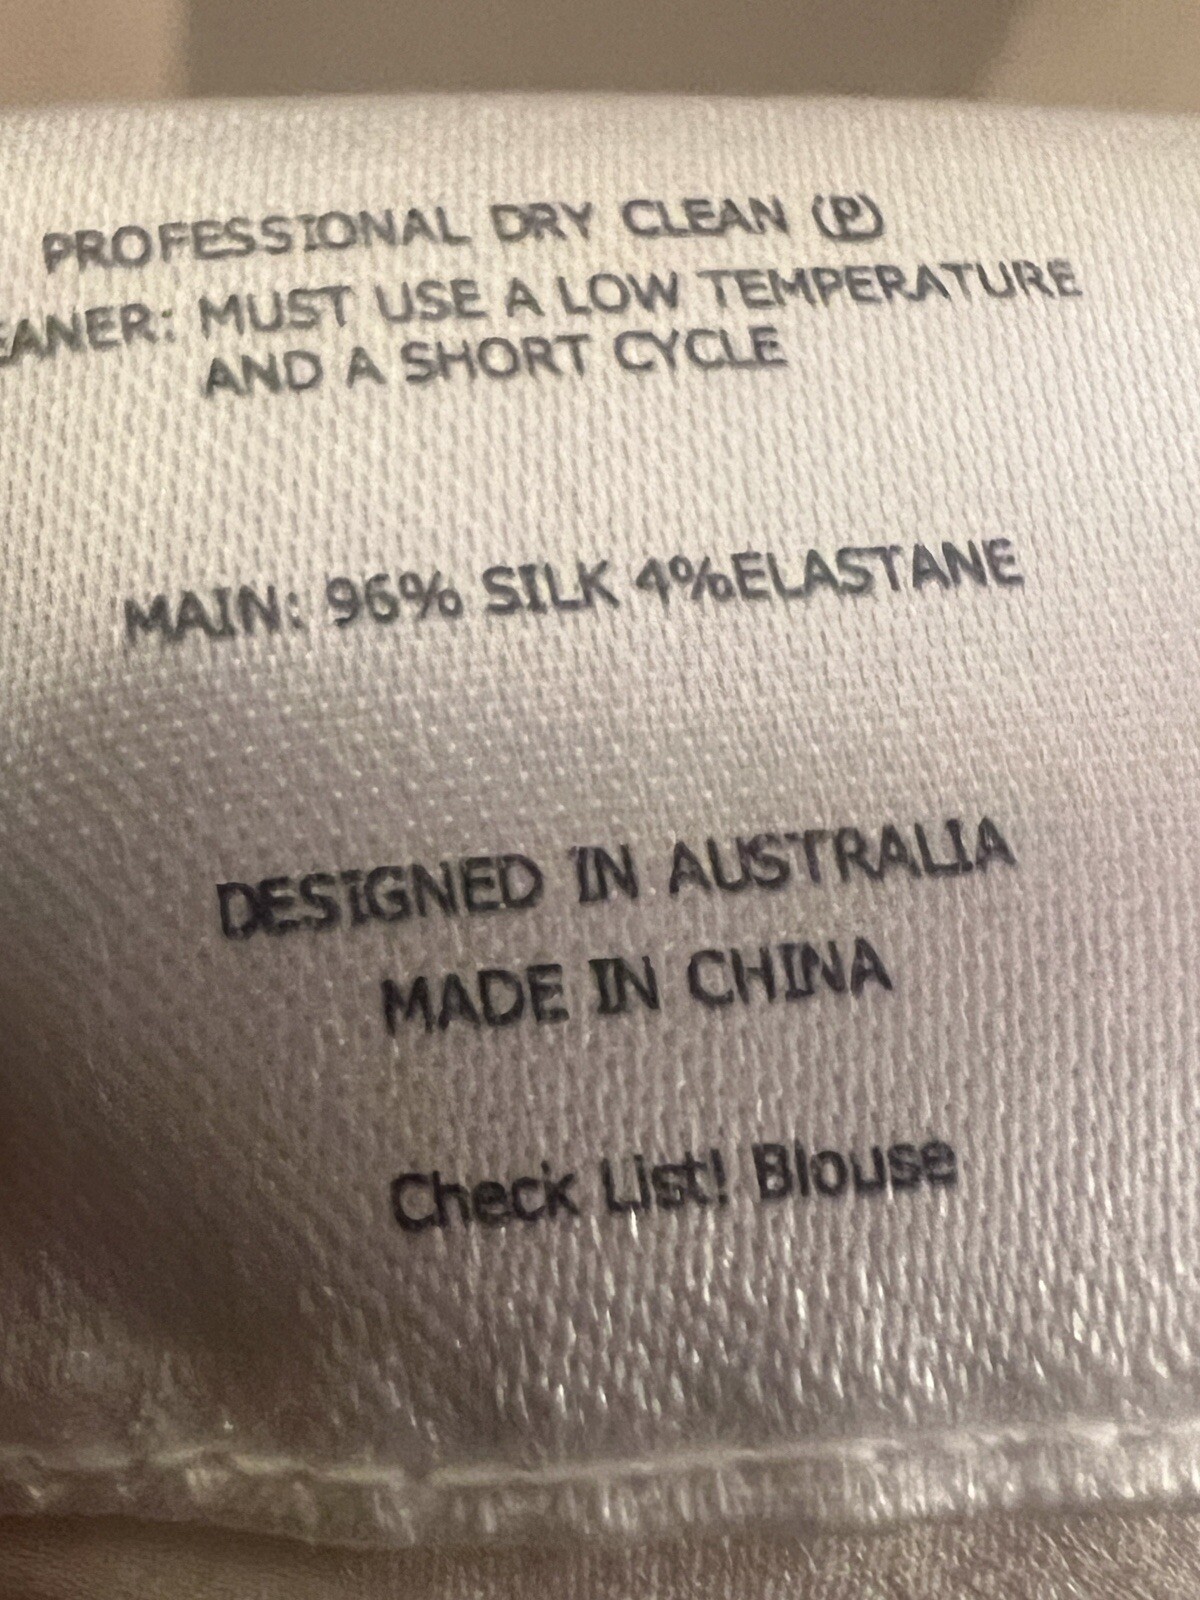 PROFESSIONAL DRY CLEAN (P)
EANER: MUST USE A LOW TEMPERATURE
AND A SHORT CYCLE
MAIN: 96% SILK 4%ELASTANE
DESIGNED IN AUSTRALIA
MADE IN CHINA
Check List! Blouse